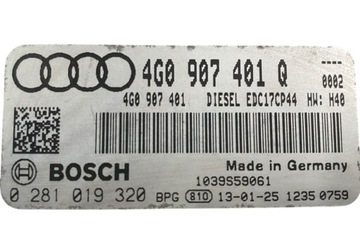 4G0 907 401 Q
0002
4G0 907 401 DIESEL EDC17CP44 HW: H40
BOSCH
Made in Germany
1039S59061
0 281 019 320 BPG 810 13-01-25 1235 0759